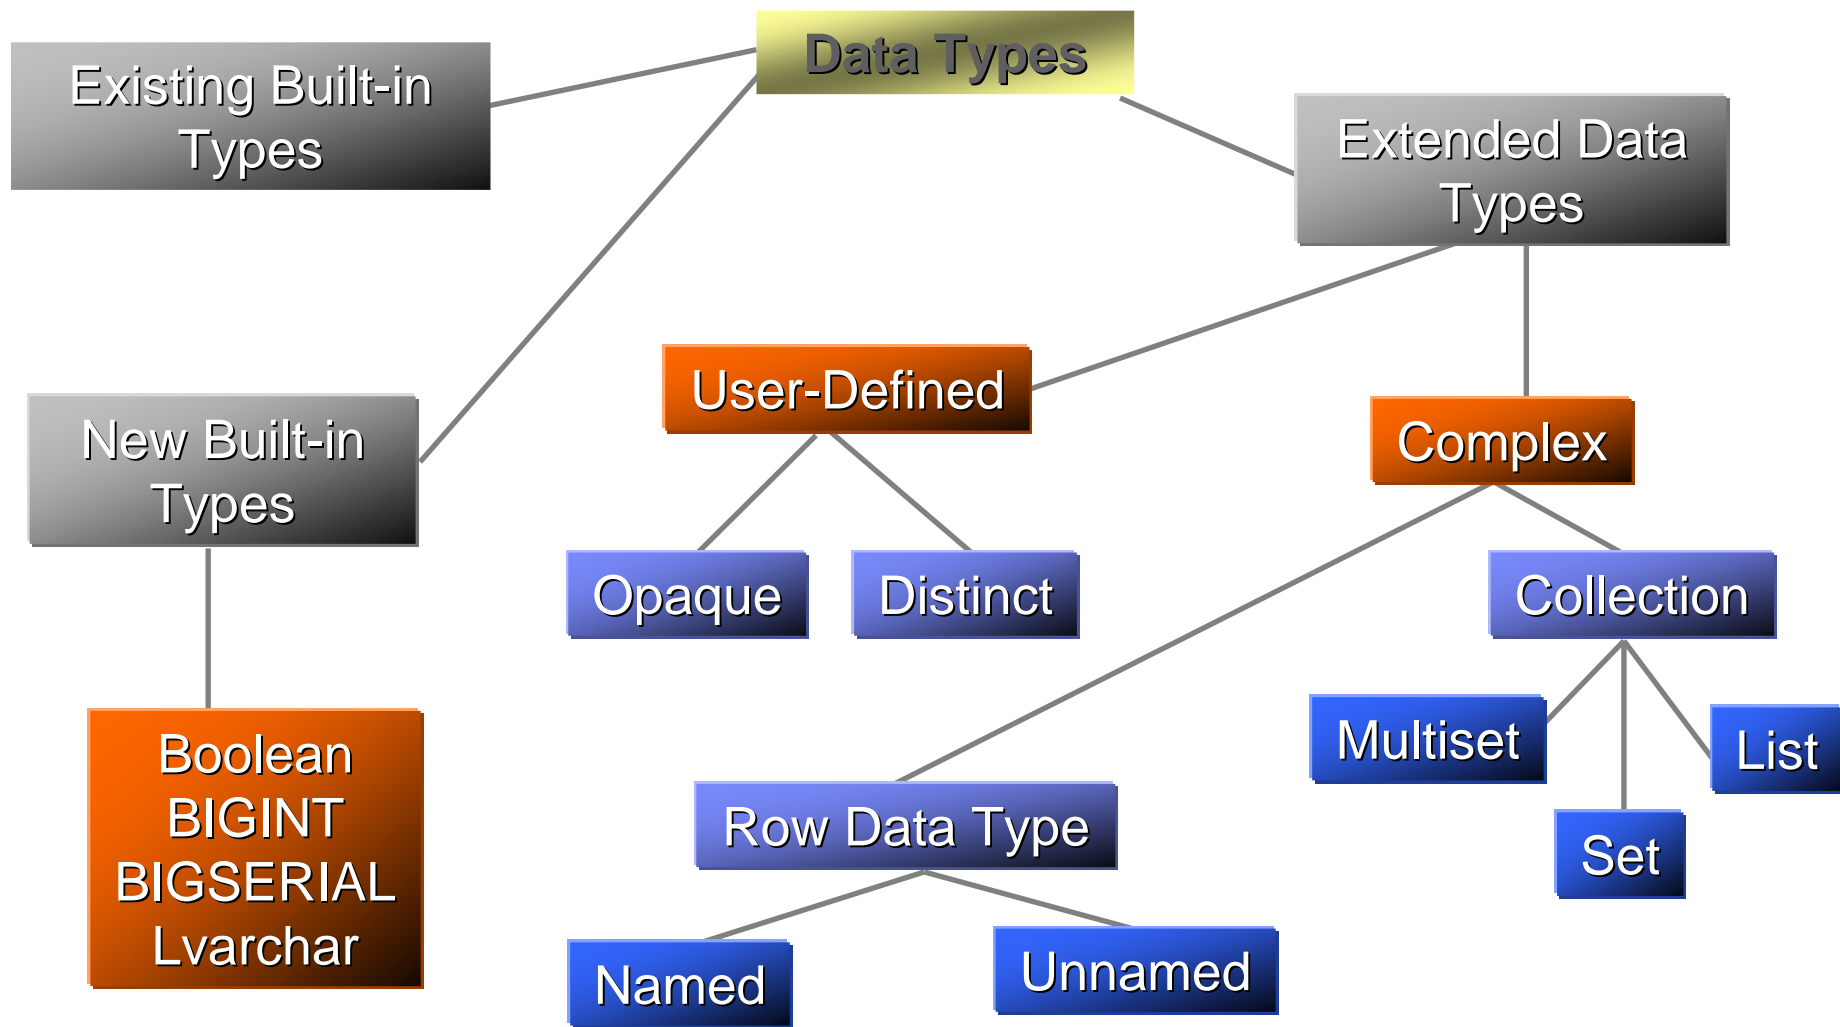 Data Types
Existing Built-in
Types
Extended Data
Types
User-Defined
New Built-in
Types
Complex
Opaque
Distinct
Collection
Multiset
List
Boolean
BIGINT
BIGSERIAL
Lvarchar
Row Data Type
Set
Named
Unnamed